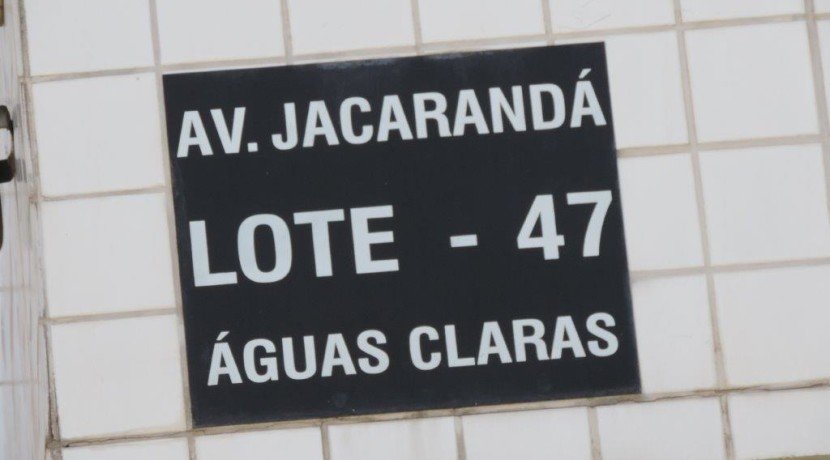 AV. JACARANDÁ
LOTE - 47
ÁGUAS CLARAS